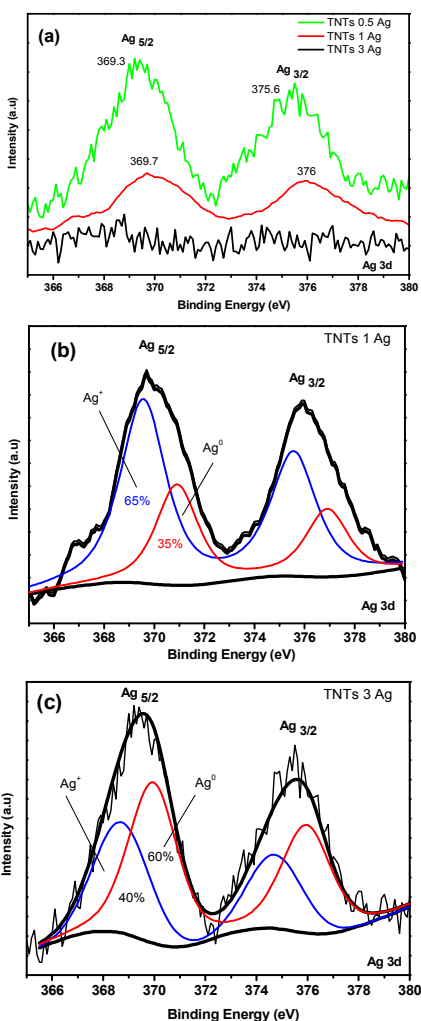 (a)
Ag 5/2
TNTs 0.5 Ag
TNTs 1 Ag
TNTs 3 Ag
369.3
375.6
Ag 3/2
369.7
376
Intensity (a.u)
Ag 3d
366 368 370 372 374 376 378 380
Binding Energy (eV)
(b)
TNTs 1 Ag
Ag 5/2
Ag 3/2
Ag+
Ag0
65%
35%
Intensity (a.u)
Ag 3d
366 368 370 372 374 376 378 380
Binding Energy (eV)
(c)
Ag 5/2
TNTs 3 Ag
Ag 3/2
Ag+
Ag0
60%
40%
Intensity (a.u)
Ag 3d
366 368 370 372 374 376 378 380
Binding Energy (eV)